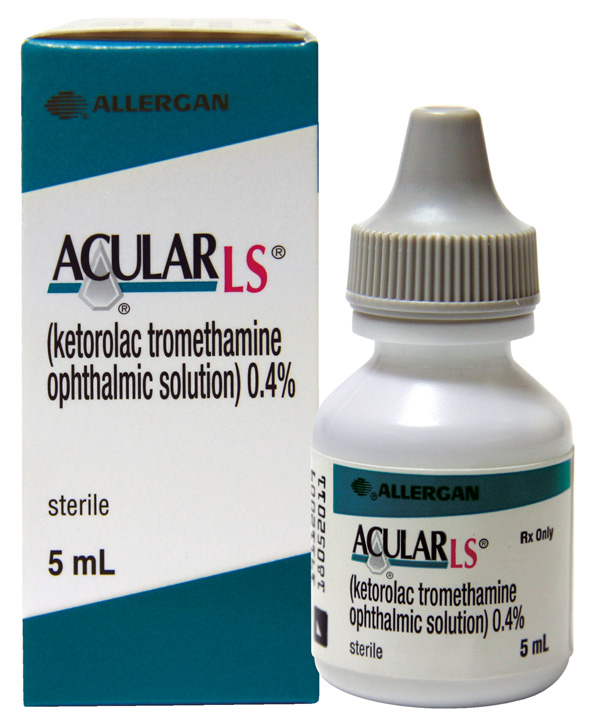 ALLERGAN
ACULAR LS®
®
(ketorolac tromethamine
ophthalmic solution) 0.4%
sterile
5 mL
ALLERGAN
ACULAR LS®
Rx Only
(ketorolac tromethamine
ophthalmic solution) 0.4%
sterile
5 mL